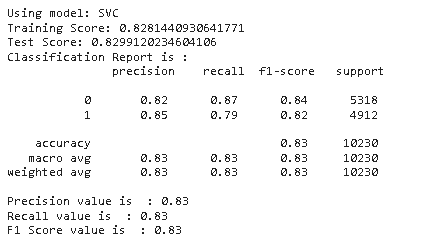 Using model: SVC
Training Score: 0.8281440930641771
Test Score: 0.8299120234604106
Classification Report is :
precision recall f1-score support
0 0.82 0.87 0.84 5318
1 0.85 0.79 0.82 4912
accuracy 0.83 10230
macro avg 0.83 0.83 0.83 10230
weighted avg 0.83 0.83 0.83 10230
Precision value is : 0.83
Recall value is : 0.83
F1 Score value is : 0.83